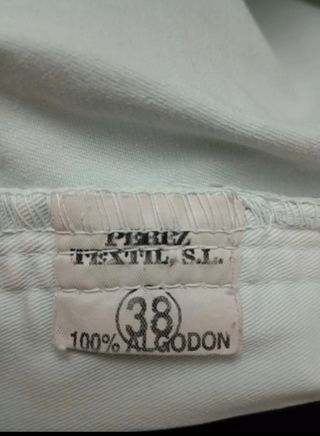 PEREZ
TEXTIL, S.L.
38
100% ALGODON